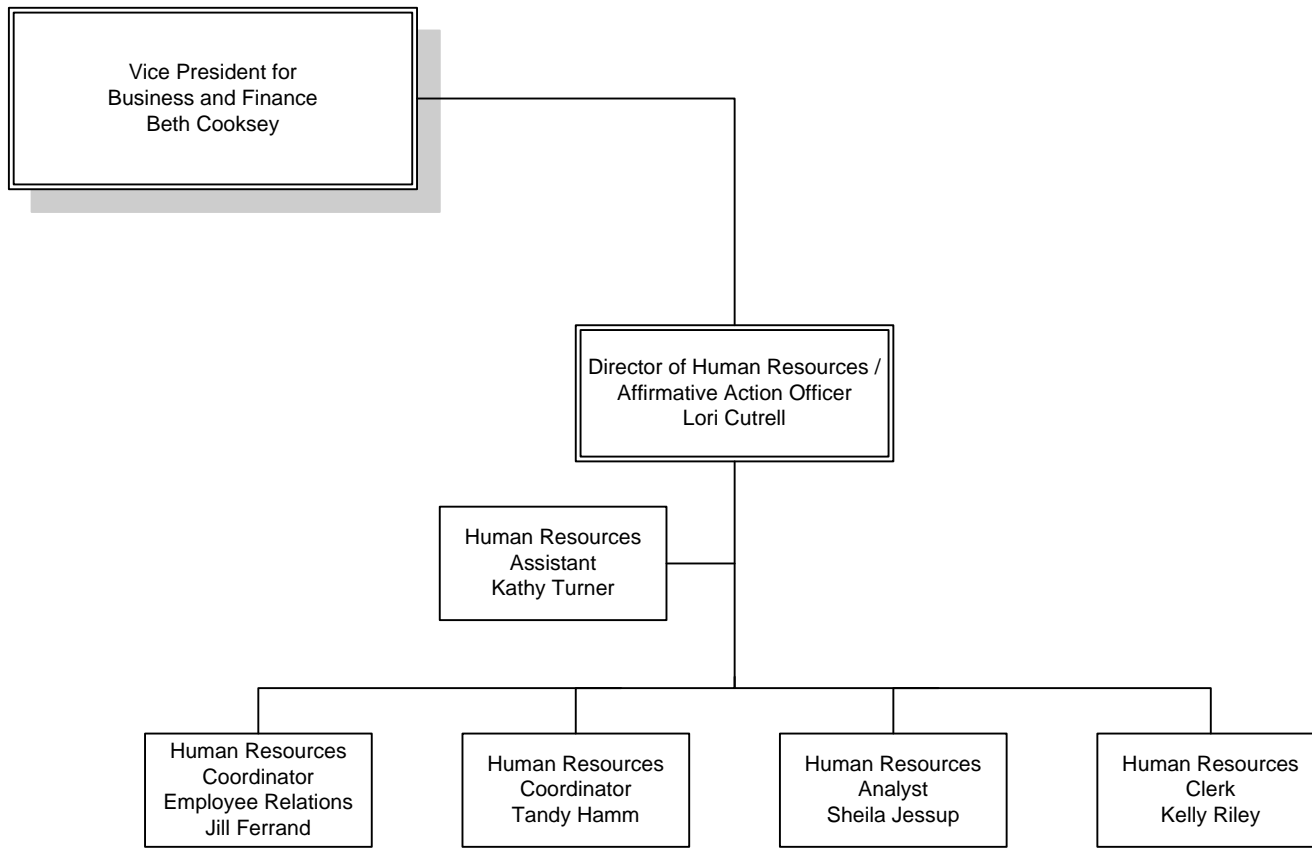 Vice President for
Business and Finance
Beth Cooksey
Director of Human Resources /
Affirmative Action Officer
Lori Cutrell
Human Resources
Assistant
Kathy Turner
Human Resources
Coordinator
Employee Relations
Jill Ferrand
Human Resources
Coordinator
Tandy Hamm
Human Resources
Analyst
Sheila Jessup
Human Resources
Clerk
Kelly Riley